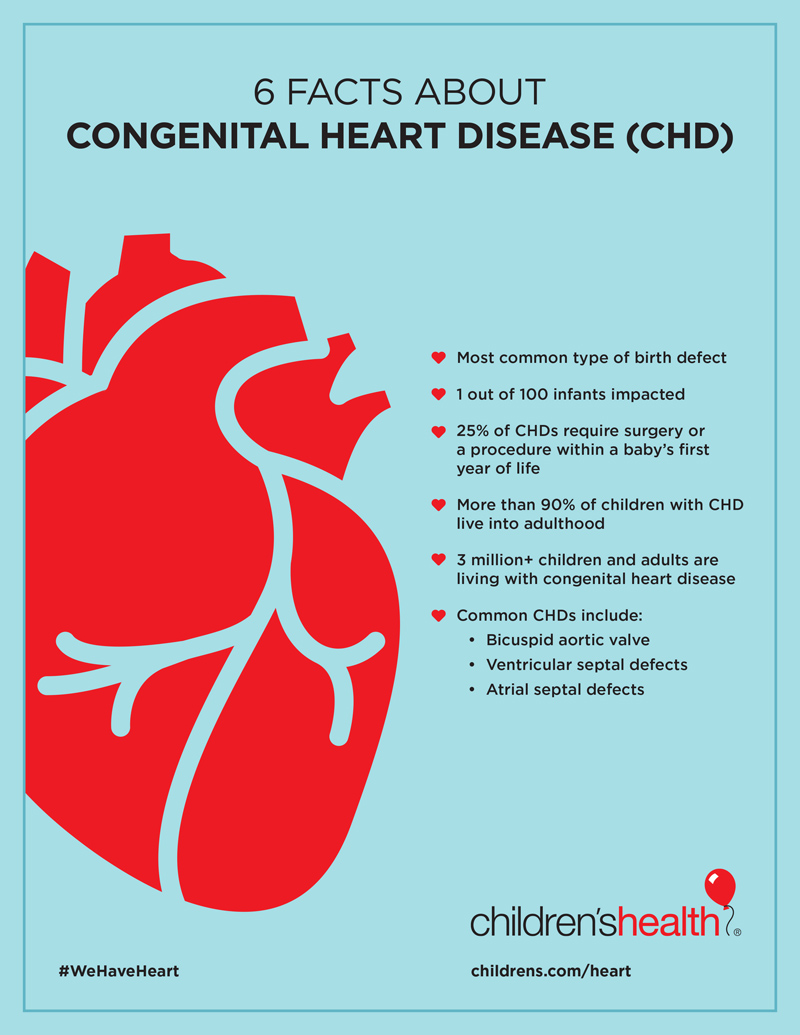 6 FACTS ABOUT
CONGENITAL HEART DISEASE (CHD)
Most common type of birth defect
1 out of 100 infants impacted
25% of CHDs require surgery or
a procedure within a baby's first
year of life
More than 90% of children with CHD
live into adulthood
3 million+ children and adults are
living with congenital heart disease
Common CHDs include:
• Bicuspid aortic valve
• Ventricular septal defects
• Atrial septal defects
children'shealth®
#WeHaveHeart
childrens.com/heart